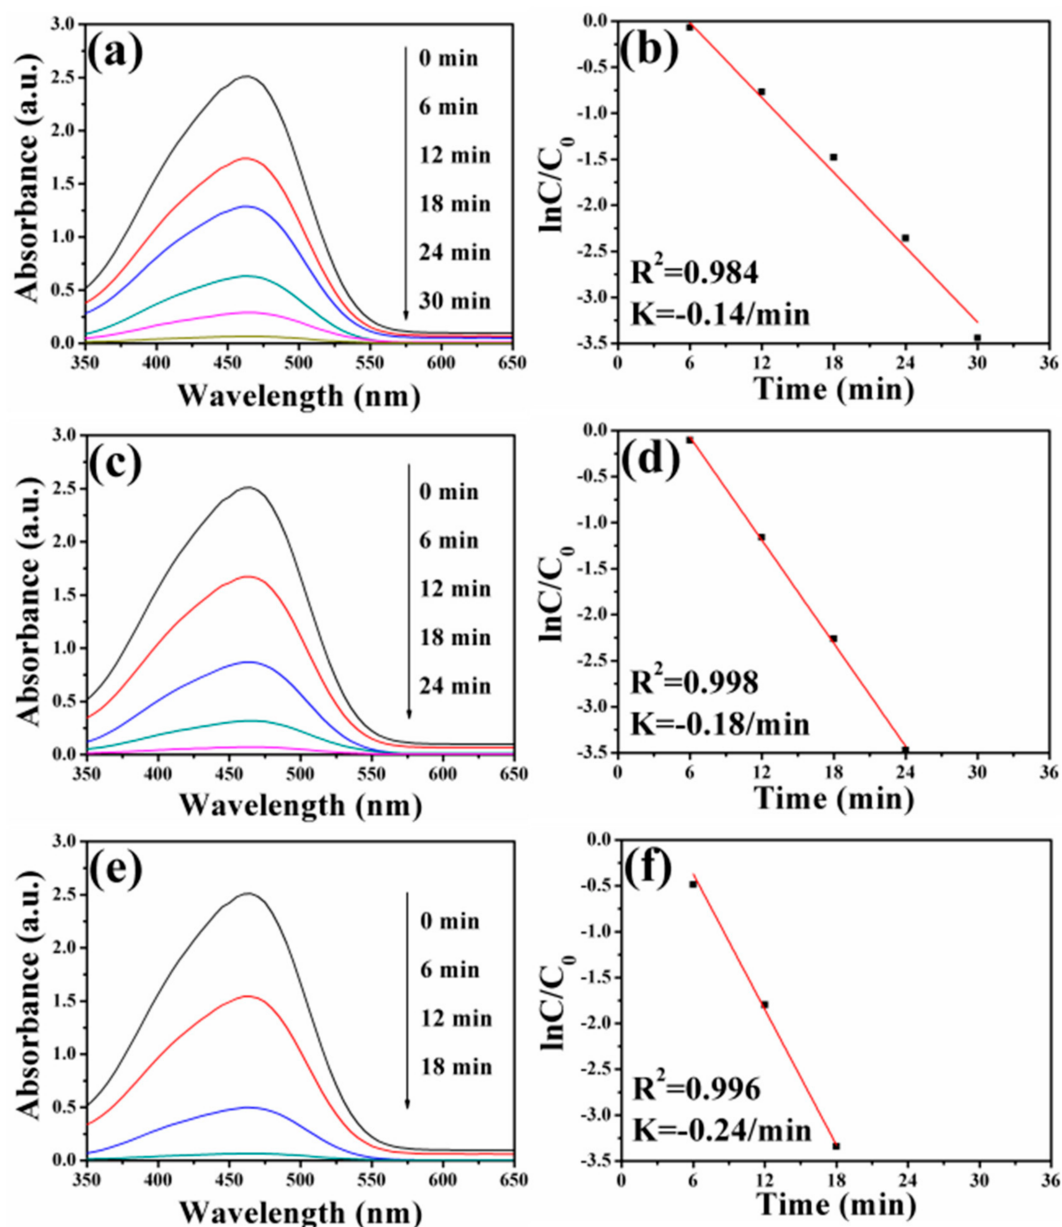 (a)
3.0
2.5
2.0
1.5
1.0
0.5
0.0
Absorbance (a.u.)
0 min
6 min
12 min
18 min
24 min
30 min
350 400 450 500 550 600 650
Wavelength (nm)
(b)
0.0
-0.5
-1.0
-1.5
-2.0
-2.5
-3.0
-3.5
lnC/C₀
R²=0.984
K=-0.14/min
0 6 12 18 24 30 36
Time (min)
(c)
3.0
2.5
2.0
1.5
1.0
0.5
0.0
Absorbance (a.u.)
0 min
6 min
12 min
18 min
24 min
350 400 450 500 550 600 650
Wavelength (nm)
(d)
0.0
-0.5
-1.0
-1.5
-2.0
-2.5
-3.0
-3.5
lnC/C₀
R²=0.998
K=-0.18/min
0 6 12 18 24 30 36
Time (min)
(e)
3.0
2.5
2.0
1.5
1.0
0.5
0.0
Absorbance (a.u.)
0 min
6 min
12 min
18 min
350 400 450 500 550 600 650
Wavelength (nm)
(f)
0.0
-0.5
-1.0
-1.5
-2.0
-2.5
-3.0
-3.5
lnC/C₀
R²=0.996
K=-0.24/min
0 6 12 18 24 30 36
Time (min)